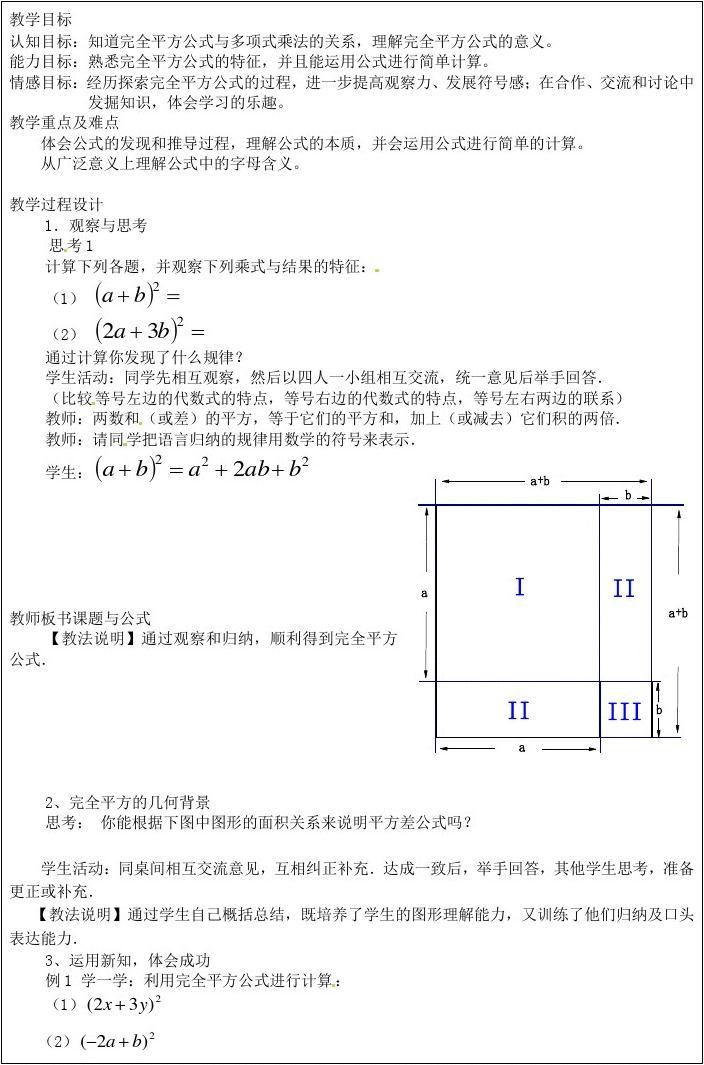 教学目标
认知目标：知道完全平方公式与多项式乘法的关系，理解完全平方公式的意义。
能力目标：熟悉完全平方公式的特征，并且能运用公式进行简单计算。
情感目标：经历探索完全平方公式的过程，进一步提高观察力、发展符号感；在合作、交流和讨论中
发掘知识，体会学习的乐趣。
教学重点及难点
体会公式的发现和推导过程，理解公式的本质，并会运用公式进行简单的计算。
从广泛意义上理解公式中的字母含义。
教学过程设计
1．观察与思考
思考1
计算下列各题，并观察下列乘式与结果的特征：
（1） (a+b)² =
（2） (2a+3b)² =
通过计算你发现了什么规律？
学生活动：同学先相互观察，然后以四人一小组相互交流，统一意见后举手回答．
（比较等号左边的代数式的特点，等号右边的代数式的特点，等号左右两边的联系）
教师：两数和（或差）的平方，等于它们的平方和，加上（或减去）它们积的两倍．
教师：请同学把语言归纳的规律用数学的符号来表示．
学生：(a+b)² = a² + 2ab + b²
a+b
b
a
I
II
a+b
教师板书课题与公式
【教法说明】通过观察和归纳，顺利得到完全平方
公式．
II
III
b
a
2、完全平方的几何背景
思考： 你能根据下图中图形的面积关系来说明平方差公式吗？
学生活动：同桌间相互交流意见，互相纠正补充．达成一致后，举手回答，其他学生思考，准备
更正或补充．
【教法说明】通过学生自己概括总结，既培养了学生的图形理解能力，又训练了他们归纳及口头
表达能力．
3、运用新知，体会成功
例1 学一学：利用完全平方公式进行计算：
（1）(2x+3y)²
（2）(−2a+b)²